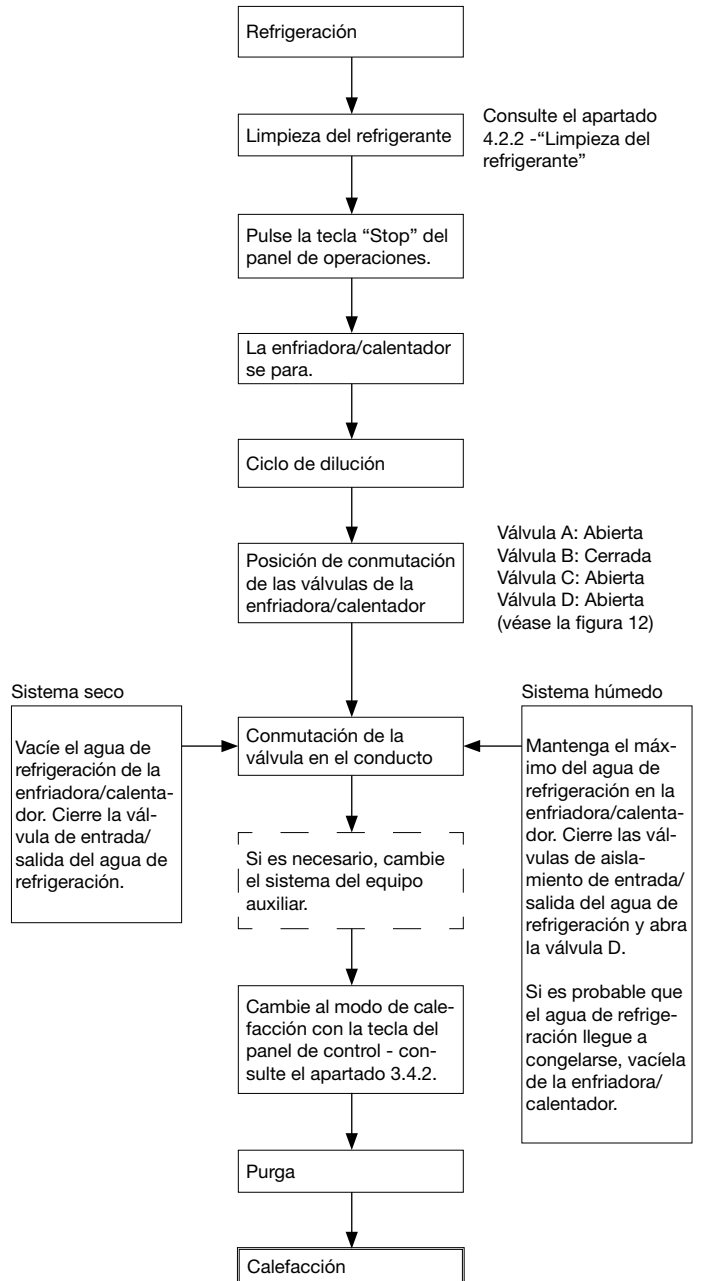 Refrigeración
Limpieza del refrigerante
Consulte el apartado
4.2.2 -“Limpieza del
refrigerante”
Pulse la tecla “Stop” del
panel de operaciones.
La enfriadora/calentador
se para.
Ciclo de dilución
Posición de conmutación
de las válvulas de la
enfriadora/calentador
Válvula A: Abierta
Válvula B: Cerrada
Válvula C: Abierta
Válvula D: Abierta
(véase la figura 12)
Sistema seco
Vacíe el agua de
refrigeración de la
enfriadora/calenta-
dor. Cierre la vál-
vula de entrada/
salida del agua de
refrigeración.
Conmutación de la
válvula en el conducto
Sistema húmedo
Mantenga el máx-
imo del agua de
refrigeración en la
enfriadora/calenta-
dor. Cierre las vál-
vulas de aisla-
miento de entrada/
salida del agua de
refrigeración y abra
la válvula D.
Si es probable que
el agua de refrige-
ración llegue a
congelarse, vacíela
de la enfriadora/
calentador.
Si es necesario, cambie
el sistema del equipo
auxiliar.
Cambie al modo de cale-
facción con la tecla del
panel de control - con-
sulte el apartado 3.4.2.
Purga
Calefacción